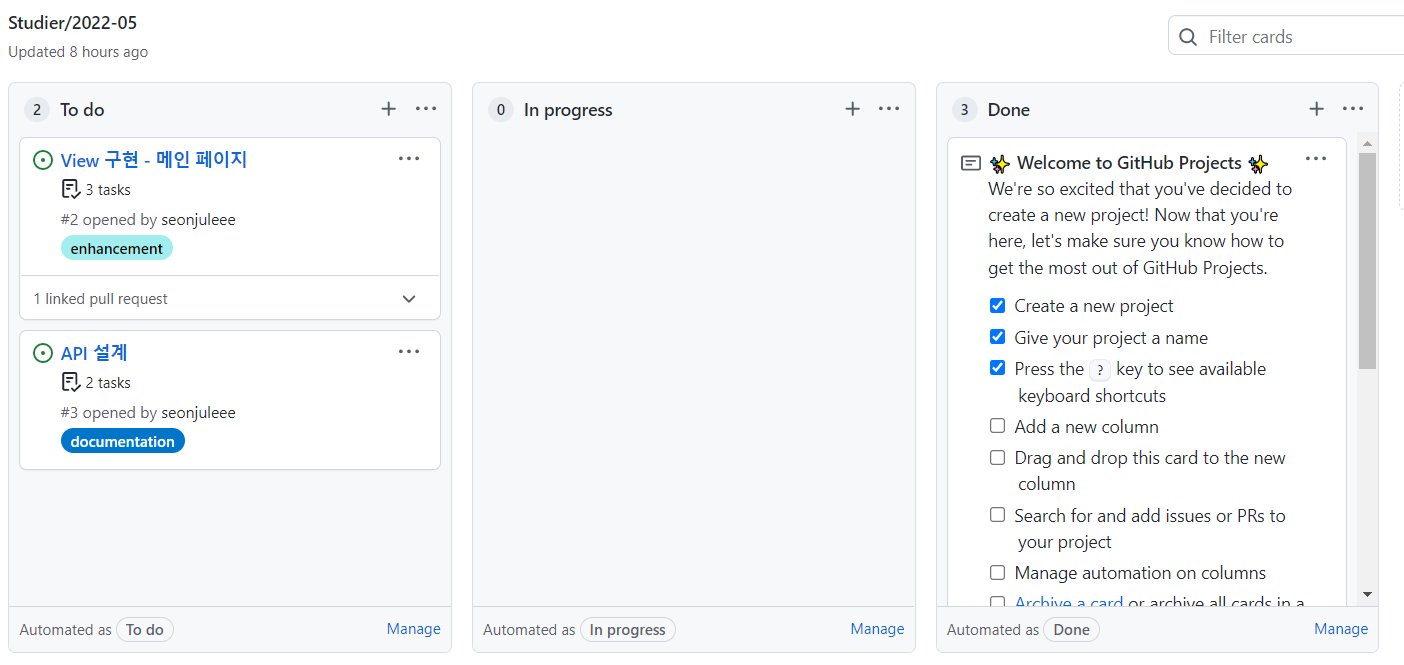 Studier/2022-05
Updated 8 hours ago
Filter cards
2 To do
View 구현 - 메인 페이지
3 tasks
#2 opened by seonjuleee
enhancement
1 linked pull request
API 설계
2 tasks
#3 opened by seonjuleee
documentation
Automated as To do Manage
0 In progress
Automated as In progress Manage
3 Done
✨ Welcome to GitHub Projects ✨
We're so excited that you've decided to
create a new project! Now that you're
here, let's make sure you know how to
get the most out of GitHub Projects.
Create a new project
Give your project a name
Press the ? key to see available
keyboard shortcuts
Add a new column
Drag and drop this card to the new
column
Search for and add issues or PRs to
your project
Manage automation on columns
Archive a card or archive all cards in a
Automated as Done Manage